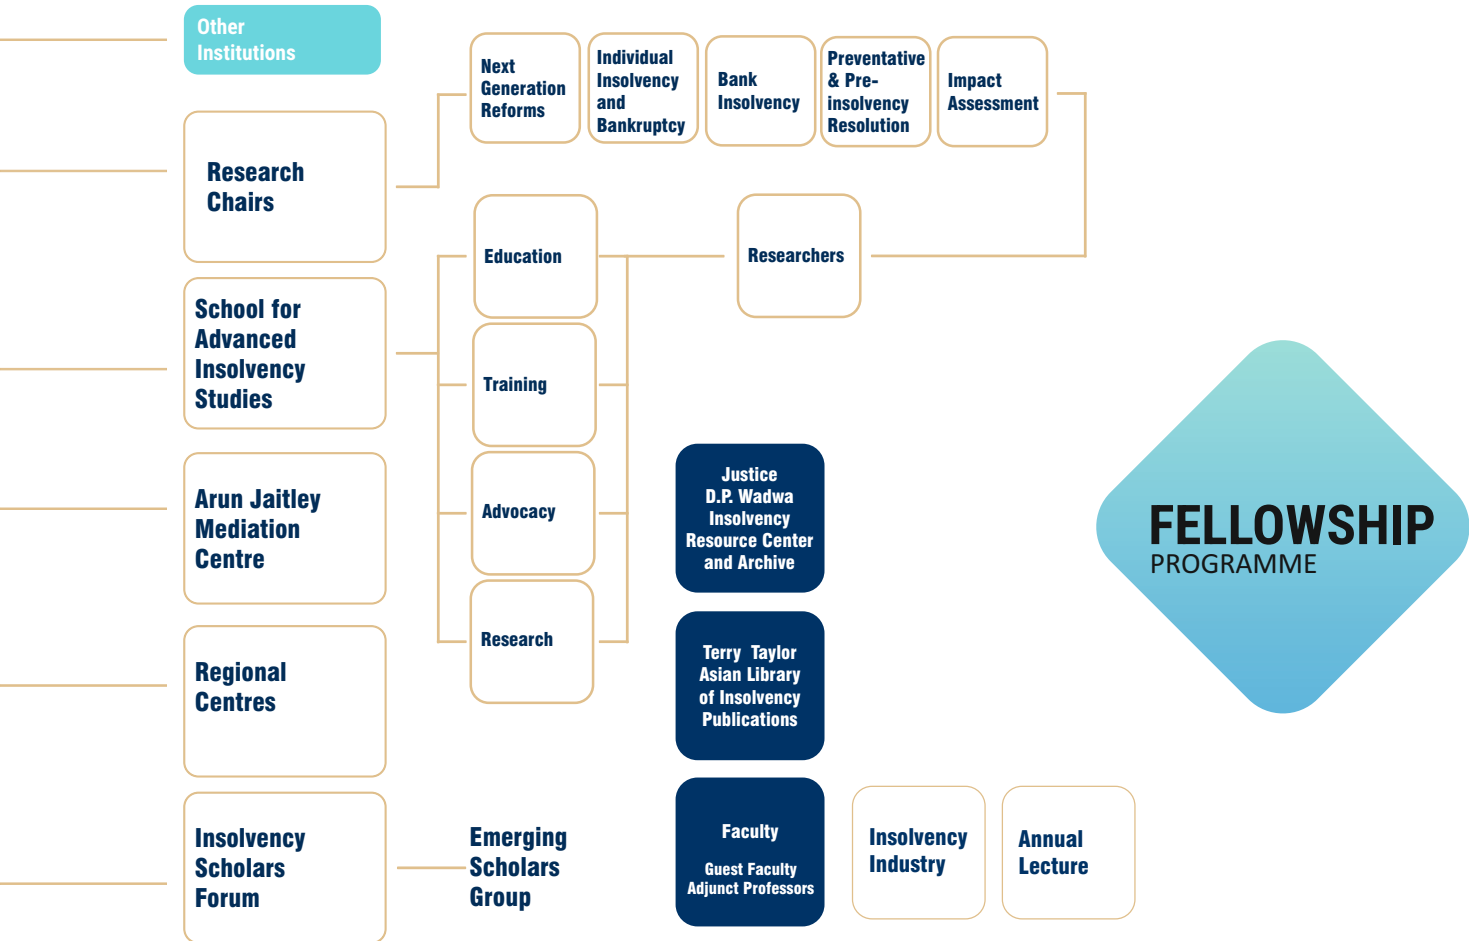 Other
Institutions
Next
Generation
Reforms
Individual
Insolvency
and
Bankruptcy
Bank
Insolvency
Preventative
& Pre-
insolvency
Resolution
Impact
Assessment
Research
Chairs
Education
Researchers
School for
Advanced
Insolvency
Studies
Training
Arun Jaitley
Mediation
Centre
Advocacy
Justice
D.P. Wadwa
Insolvency
Resource Center
and Archive
FELLOWSHIP
PROGRAMME
Regional
Centres
Research
Terry Taylor
Asian Library
of Insolvency
Publications
Insolvency
Scholars
Forum
Emerging
Scholars
Group
Faculty
Guest Faculty
Adjunct Professors
Insolvency
Industry
Annual
Lecture